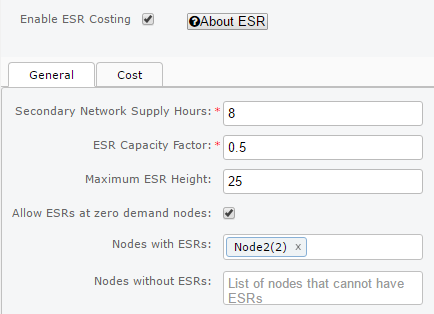 Enable ESR Costing ?About ESR
General Cost
Secondary Network Supply Hours: * 8
ESR Capacity Factor: * 0.5
Maximum ESR Height: 25
Allow ESRs at zero demand nodes:
Nodes with ESRs: Node2(2) x
Nodes without ESRs: List of nodes that cannot have
ESRs